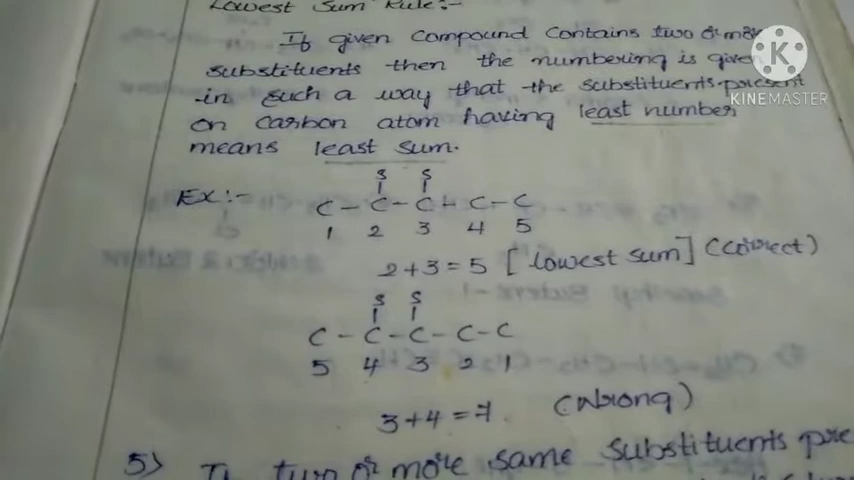 Lowest Sum Rule:-
If given compound contains two or more
KINEMASTER
substituents then the numbering is given
in such a way that the substituents present
on carbon atom having least number
means least sum.
S S
Ex:- C - C - C - C - C
1 2 3 4 5
2+3=5 [lowest sum] (correct)
S S
C - C - C - C - C
5 4 3 2 1
3+4=7 (Wrong)
5) If two or more same substituents pre